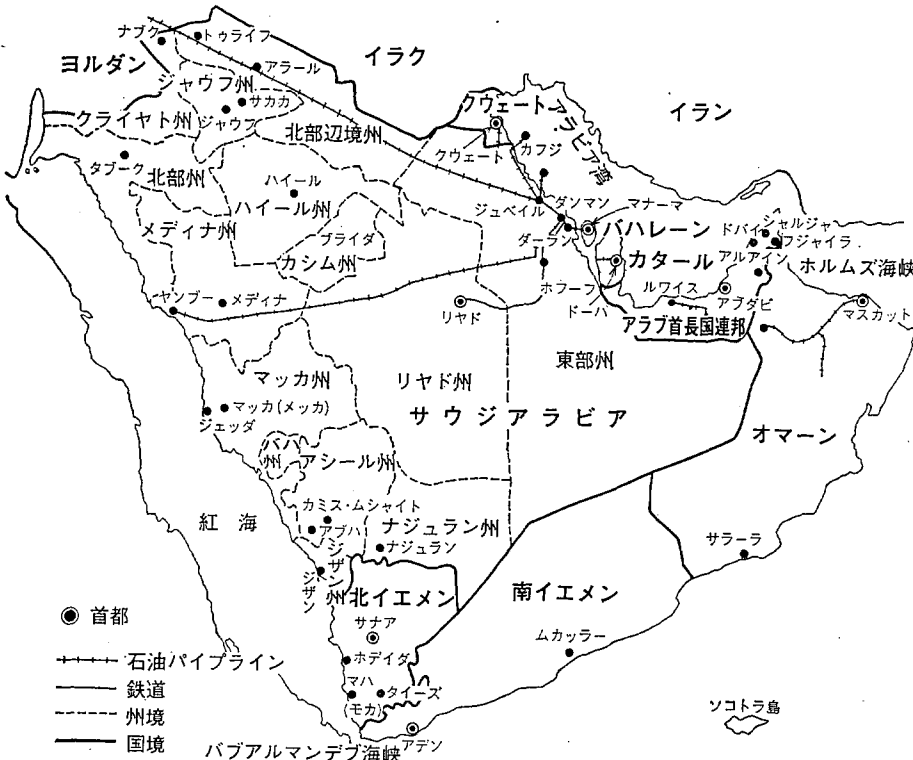 ナブク
トゥライフ
イラク
ヨルダン
アラール
ジャウフ州
サカカ
ジャウフ
クライヤト州
北部辺境州
クウェート
クウェート
アラビア湾
イラン
カフジ
タブーク
北部州
ハイール
ハイール州
メディナ州
ブライダ
カシム州
ジュベイル
ダンマン
ダーラン
マナーマ
バハレーン
ドバイ
シャルジャ
フジャイラ
カタール
アルアイン
ホルムズ海峡
ホフーフ
ドーハ
ルワイス
アブダビ
マスカット
アラブ首長国連邦
ヤンブー
メディナ
リヤド
東部州
マッカ州
リヤド州
マッカ(メッカ)
ジェッダ
サウジアラビア
オマーン
バハ州
アシール州
カミス・ムシャイト
アブハ
紅海
ナジュラン州
ナジュラン
ジザン州
ジザン
サラーラ
北イエメン
南イエメン
サナア
ムカッラー
ホデイダ
マハ
(モカ)
タイーズ
ソコトラ島
アデン
バブアルマンデブ海峡
首都
石油パイプライン
鉄道
州境
国境